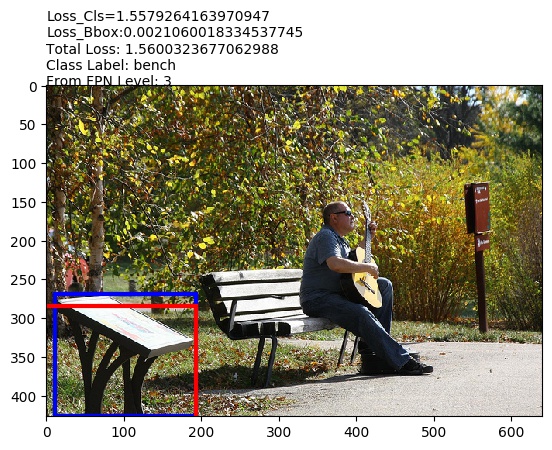 Loss_Cls=1.5579264163970947
Loss_Bbox:0.0021060018334537745
Total Loss: 1.5600323677062988
Class Label: bench
From FPN Level: 3
0
50
100
150
200
250
300
350
400
0 100 200 300 400 500 600